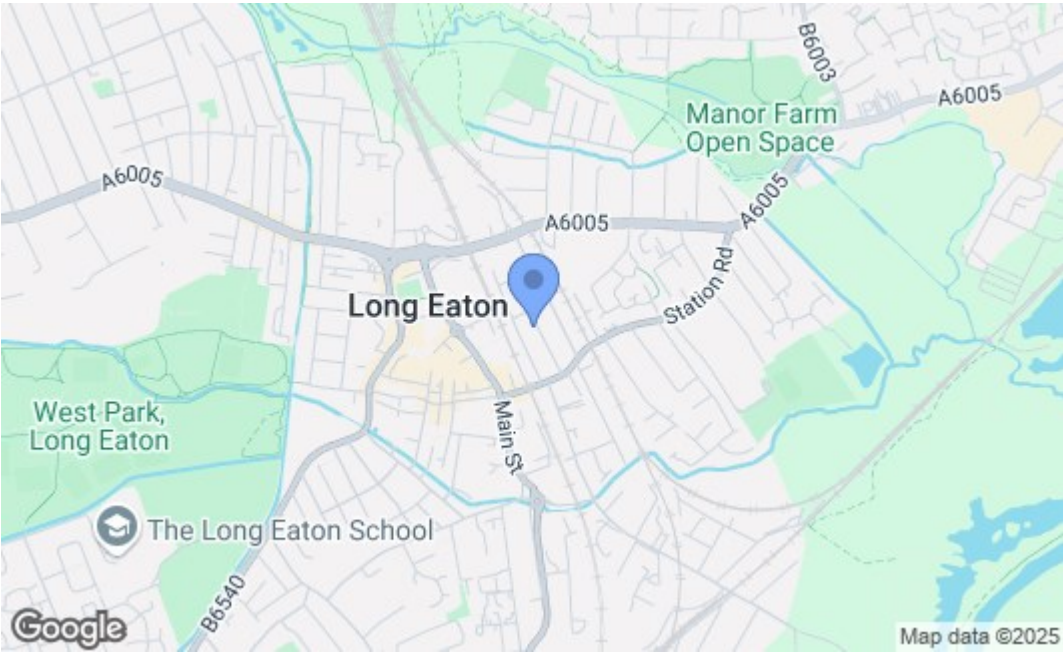 B6003
A6005
Manor Farm
Open Space
A6005
A6005
A6005
Long Eaton
Station Rd
West Park,
Long Eaton
Main St
The Long Eaton School
B6540
Google
Map data ©2025